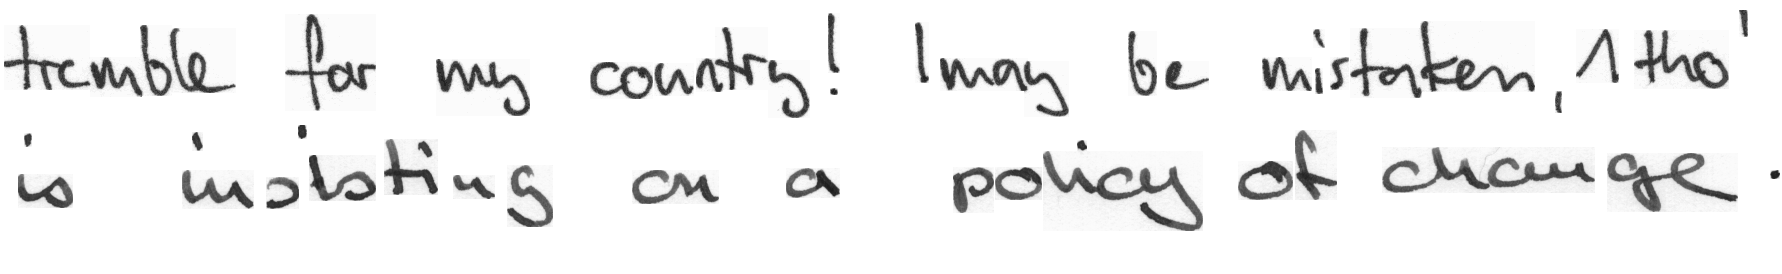 tremble for my country! I may be mistaken, I tho'
is insisting on a policy of change.